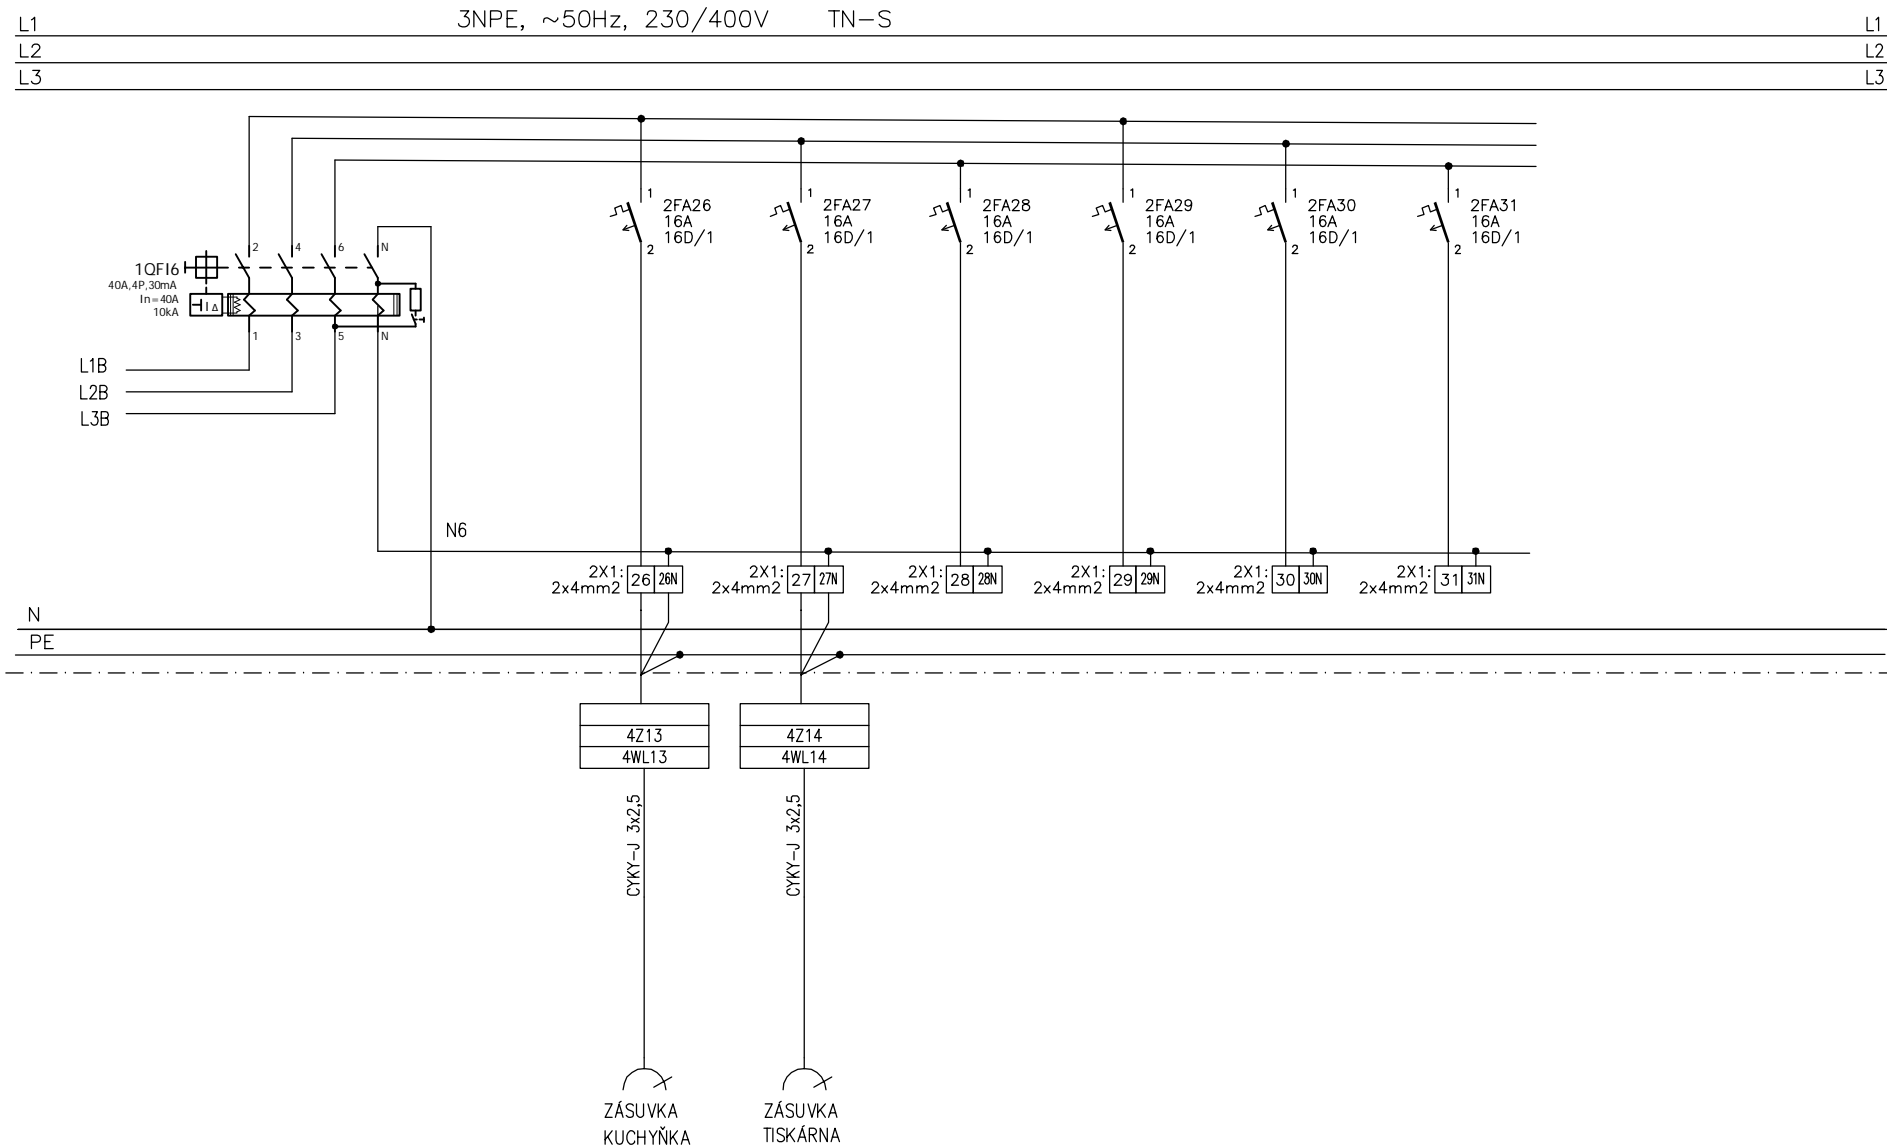 3NPE, ~50Hz, 230/400V TN-S
L1 L1
L2 L2
L3 L3
1 1 1 1 1 1
2FA26 2FA27 2FA28 2FA29 2FA30 2FA31
16A 16A 16A 16A 16A 16A
16D/1 16D/1 16D/1 16D/1 16D/1 16D/1
2 2 2 2 2 2
2 4 6 N
1QFI6
40A,4P,30mA
In=40A
10kA
I Δ
1 3 5 N
L1B
L2B
L3B
N6
2X1: 26 26N 2X1: 27 27N 2X1: 28 28N 2X1: 29 29N 2X1: 30 30N 2X1: 31 31N
2x4mm2 2x4mm2 2x4mm2 2x4mm2 2x4mm2 2x4mm2
N
PE
4Z13 4Z14
4WL13 4WL14
CYKY-J 3x2,5 CYKY-J 3x2,5
ZÁSUVKA ZÁSUVKA
KUCHYŇKA TISKÁRNA